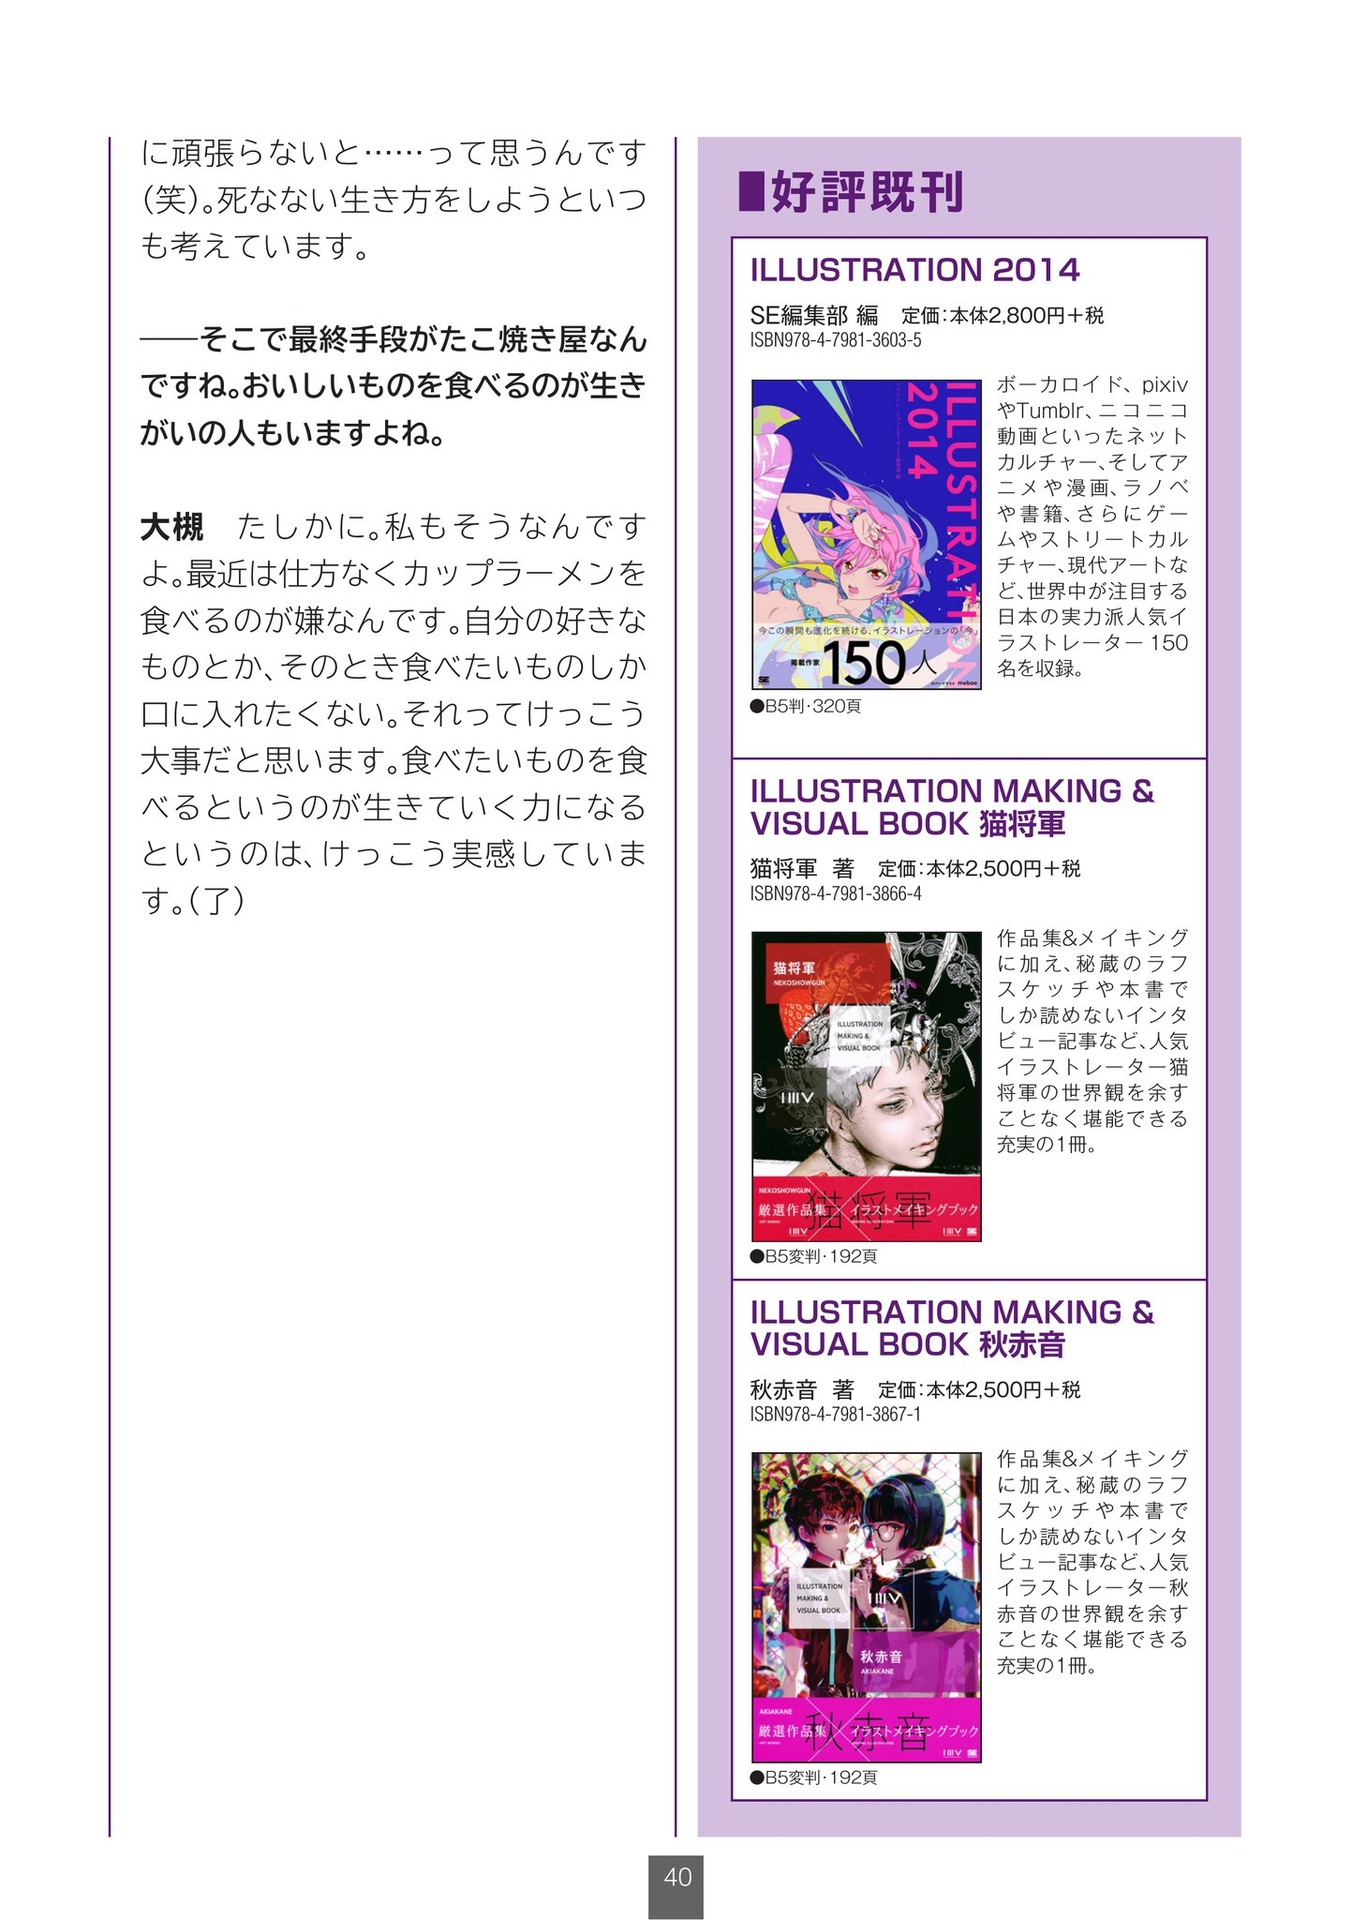 に頑張らないと……って思うんです
（笑）。死なない生き方をしようといつ
も考えています。
――そこで最終手段がたこ焼き屋なん
ですね。おいしいものを食べるのが生き
がいの人もいますよね。
大槻　たしかに。私もそうなんです
よ。最近は仕方なくカップラーメンを
食べるのが嫌なんです。自分の好きな
ものとか、そのとき食べたいものしか
口に入れたくない。それってけっこう
大事だと思います。食べたいものを食
べるというのが生きていく力になる
というのは、けっこう実感していま
す。（了）
■好評既刊
ILLUSTRATION 2014
SE編集部 編　定価：本体2,800円＋税
ISBN978-4-7981-3603-5
ILLUSTRATION
2014
今この瞬間も進化を続ける、イラストレーションの「今」
掲載作家 150人
SE
mebae
ボーカロイド、pixiv
やTumblr、ニコニコ
動画といったネット
カルチャー、そしてア
ニメや漫画、ラノベ
や書籍、さらにゲー
ムやストリートカル
チャー、現代アートな
ど、世界中が注目する
日本の実力派人気イ
ラストレーター 150
名を収録。
●B5判・320頁
ILLUSTRATION MAKING &
VISUAL BOOK 猫将軍
猫将軍 著　定価：本体2,500円＋税
ISBN978-4-7981-3866-4
猫将軍
NEKOSHOWGUN
ILLUSTRATION
MAKING &
VISUAL BOOK
NEKOSHOWGUN
猫将軍
厳選作品集×イラストメイキングブック
SE
作品集&メイキング
に加え、秘蔵のラフ
スケッチや本書で
しか読めないインタ
ビュー記事など、人気
イラストレーター猫
将軍の世界観を余す
ことなく堪能できる
充実の1冊。
●B5変判・192頁
ILLUSTRATION MAKING &
VISUAL BOOK 秋赤音
秋赤音 著　定価：本体2,500円＋税
ISBN978-4-7981-3867-1
ILLUSTRATION
MAKING &
VISUAL BOOK
秋赤音
AKIAKANE
AKIAKANE
秋赤音
厳選作品集×イラストメイキングブック
SE
作品集&メイキング
に加え、秘蔵のラフ
スケッチや本書で
しか読めないインタ
ビュー記事など、人気
イラストレーター秋
赤音の世界観を余す
ことなく堪能できる
充実の1冊。
●B5変判・192頁
40